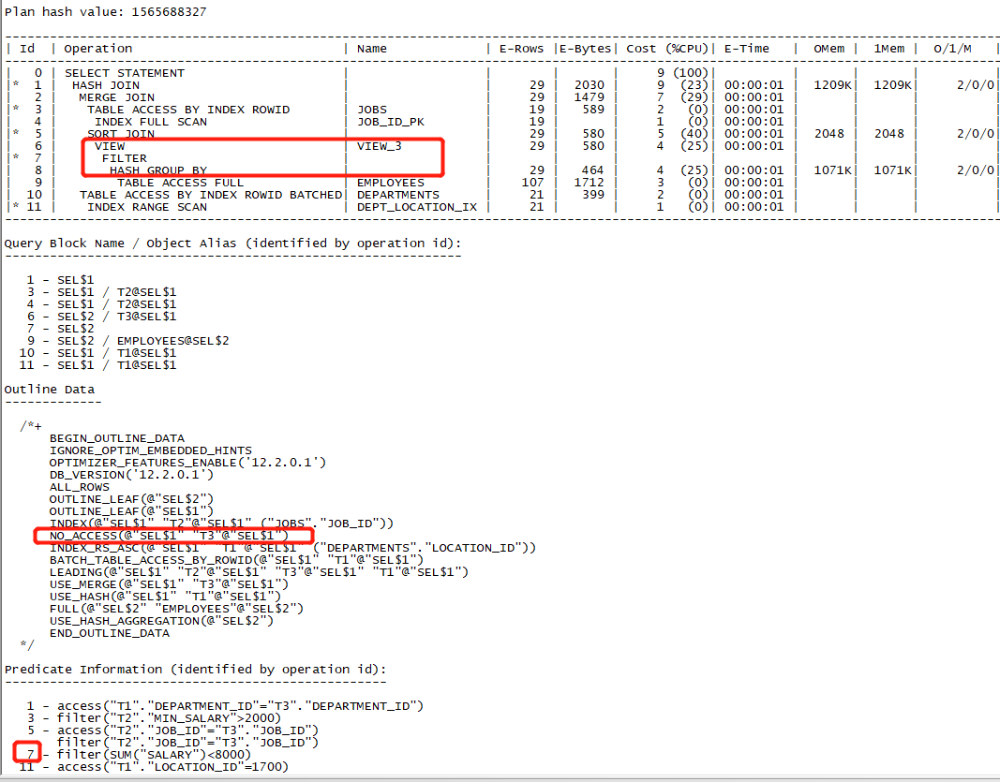 Plan hash value: 1565688327
---------------------------------------------------------------------------------------------------------------------------------
| Id  | Operation                            | Name             | E-Rows |E-Bytes| Cost (%CPU)| E-Time   |  OMem |  1Mem |  O/1/M   |
---------------------------------------------------------------------------------------------------------------------------------
|   0 | SELECT STATEMENT                     |                  |        |       |     9 (100)|          |       |       |          |
|*  1 |  HASH JOIN                           |                  |     29 |  2030 |     9  (23)| 00:00:01 |  1209K|  1209K|     2/0/0|
|   2 |   MERGE JOIN                         |                  |     29 |  1479 |     7  (29)| 00:00:01 |       |       |          |
|*  3 |    TABLE ACCESS BY INDEX ROWID       | JOBS             |     19 |   589 |     2   (0)| 00:00:01 |       |       |          |
|   4 |     INDEX FULL SCAN                  | JOB_ID_PK        |     19 |       |     1   (0)| 00:00:01 |       |       |          |
|*  5 |    SORT JOIN                         |                  |     29 |   580 |     5  (40)| 00:00:01 |  2048 |  2048 |     2/0/0|
|   6 |     VIEW                             | VIEW_3           |     29 |   580 |     4  (25)| 00:00:01 |       |       |          |
|*  7 |      FILTER                          |                  |        |       |            |          |       |       |          |
|   8 |       HASH GROUP BY                  |                  |     29 |   464 |     4  (25)| 00:00:01 |  1071K|  1071K|     2/0/0|
|   9 |        TABLE ACCESS FULL             | EMPLOYEES        |    107 |  1712 |     3   (0)| 00:00:01 |       |       |          |
|  10 |   TABLE ACCESS BY INDEX ROWID BATCHED| DEPARTMENTS      |     21 |   399 |     2   (0)| 00:00:01 |       |       |          |
|* 11 |    INDEX RANGE SCAN                  | DEPT_LOCATION_IX |     21 |       |     1   (0)| 00:00:01 |       |       |          |
---------------------------------------------------------------------------------------------------------------------------------
Query Block Name / Object Alias (identified by operation id):
-------------------------------------------------------------
   1 - SEL$1
   3 - SEL$1 / T2@SEL$1
   4 - SEL$1 / T2@SEL$1
   6 - SEL$2 / T3@SEL$1
   7 - SEL$2
   9 - SEL$2 / EMPLOYEES@SEL$2
  10 - SEL$1 / T1@SEL$1
  11 - SEL$1 / T1@SEL$1
Outline Data
-------------
  /*+
      BEGIN_OUTLINE_DATA
      IGNORE_OPTIM_EMBEDDED_HINTS
      OPTIMIZER_FEATURES_ENABLE('12.2.0.1')
      DB_VERSION('12.2.0.1')
      ALL_ROWS
      OUTLINE_LEAF(@"SEL$2")
      OUTLINE_LEAF(@"SEL$1")
      INDEX(@"SEL$1" "T2"@"SEL$1" ("JOBS"."JOB_ID"))
      NO_ACCESS(@"SEL$1" "T3"@"SEL$1")
      INDEX_RS_ASC(@"SEL$1" "T1"@"SEL$1" ("DEPARTMENTS"."LOCATION_ID"))
      BATCH_TABLE_ACCESS_BY_ROWID(@"SEL$1" "T1"@"SEL$1")
      LEADING(@"SEL$1" "T2"@"SEL$1" "T3"@"SEL$1" "T1"@"SEL$1")
      USE_MERGE(@"SEL$1" "T3"@"SEL$1")
      USE_HASH(@"SEL$1" "T1"@"SEL$1")
      FULL(@"SEL$2" "EMPLOYEES"@"SEL$2")
      USE_HASH_AGGREGATION(@"SEL$2")
      END_OUTLINE_DATA
  */
Predicate Information (identified by operation id):
---------------------------------------------------
   1 - access("T1"."DEPARTMENT_ID"="T3"."DEPARTMENT_ID")
   3 - filter("T2"."MIN_SALARY">2000)
   5 - access("T2"."JOB_ID"="T3"."JOB_ID")
       filter("T2"."JOB_ID"="T3"."JOB_ID")
   7 - filter(SUM("SALARY")<8000)
  11 - access("T1"."LOCATION_ID"=1700)